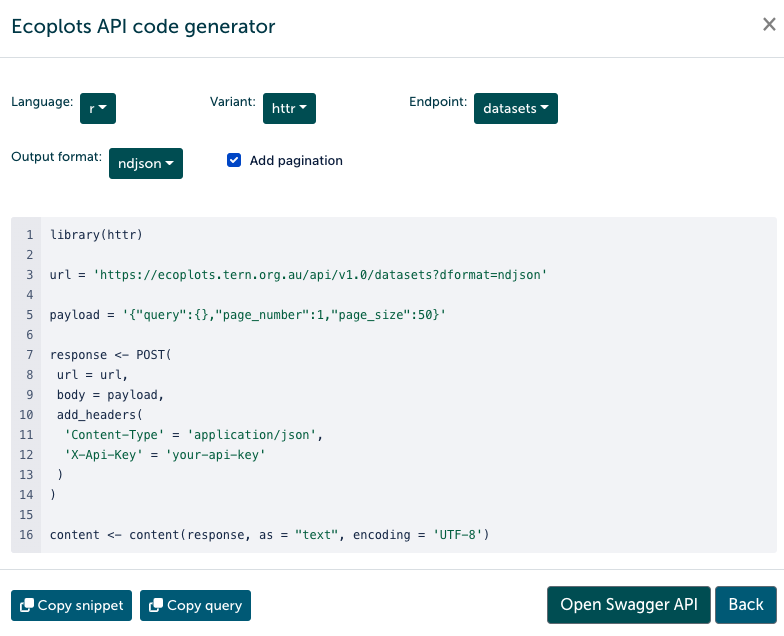 Ecoplots API code generator
Language: r Variant: httr Endpoint: datasets
Output format: ndjson Add pagination
1 library(httr)
2
3 url = 'https://ecoplots.tern.org.au/api/v1.0/datasets?dformat=ndjson'
4
5 payload = '{"query":{},"page_number":1,"page_size":50}'
6
7 response <- POST(
8 url = url,
9 body = payload,
10 add_headers(
11 'Content-Type' = 'application/json',
12 'X-Api-Key' = 'your-api-key'
13 )
14 )
15
16 content <- content(response, as = "text", encoding = 'UTF-8')
Copy snippet Copy query Open Swagger API Back